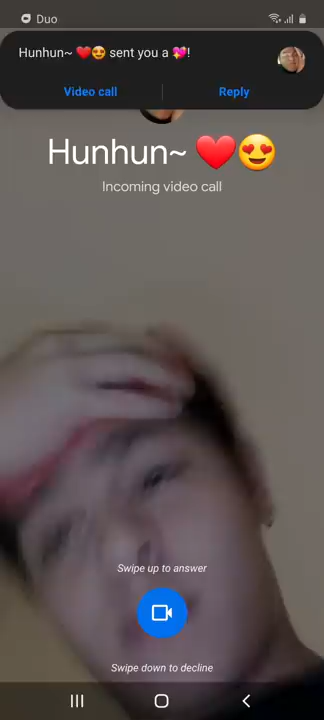 Duo
Hunhun~ ❤️😍 sent you a 💖!
Video call
Reply
Hunhun~ ❤️😍
Incoming video call
Swipe up to answer
Swipe down to decline